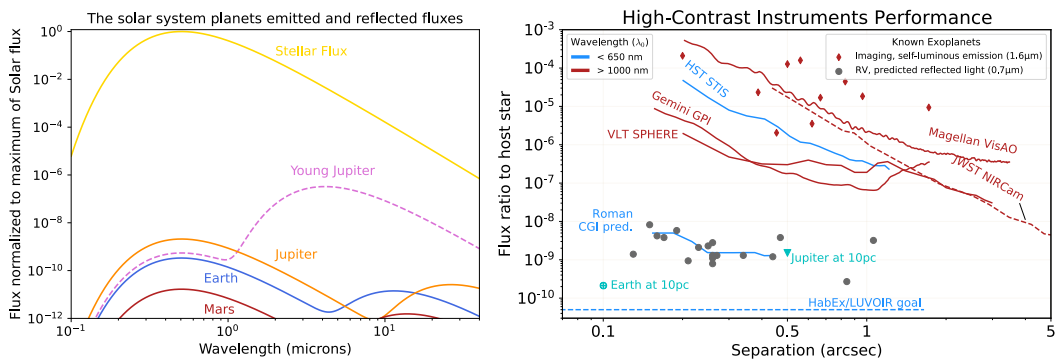 The solar system planets emitted and reflected fluxes
Flux normalized to maximum of Solar flux
10^0
10^-2
10^-4
10^-6
10^-8
10^-10
10^-12
Stellar Flux
Young Jupiter
Jupiter
Earth
Mars
10^-1
10^0
10^1
Wavelength (microns)
High-Contrast Instruments Performance
Flux ratio to host star
10^-3
10^-4
10^-5
10^-6
10^-7
10^-8
10^-9
10^-10
Wavelength (λ₀)
< 650 nm
> 1000 nm
Known Exoplanets
Imaging, self-luminous emission (1.6μm)
RV, predicted reflected light (0,7μm)
HST STIS
Gemini GPI
VLT SPHERE
Magellan VisAO
JWST NIRCam
Roman
CGI pred.
Jupiter at 10pc
Earth at 10pc
HabEx/LUVOIR goal
0.1
0.5
1
5
Separation (arcsec)